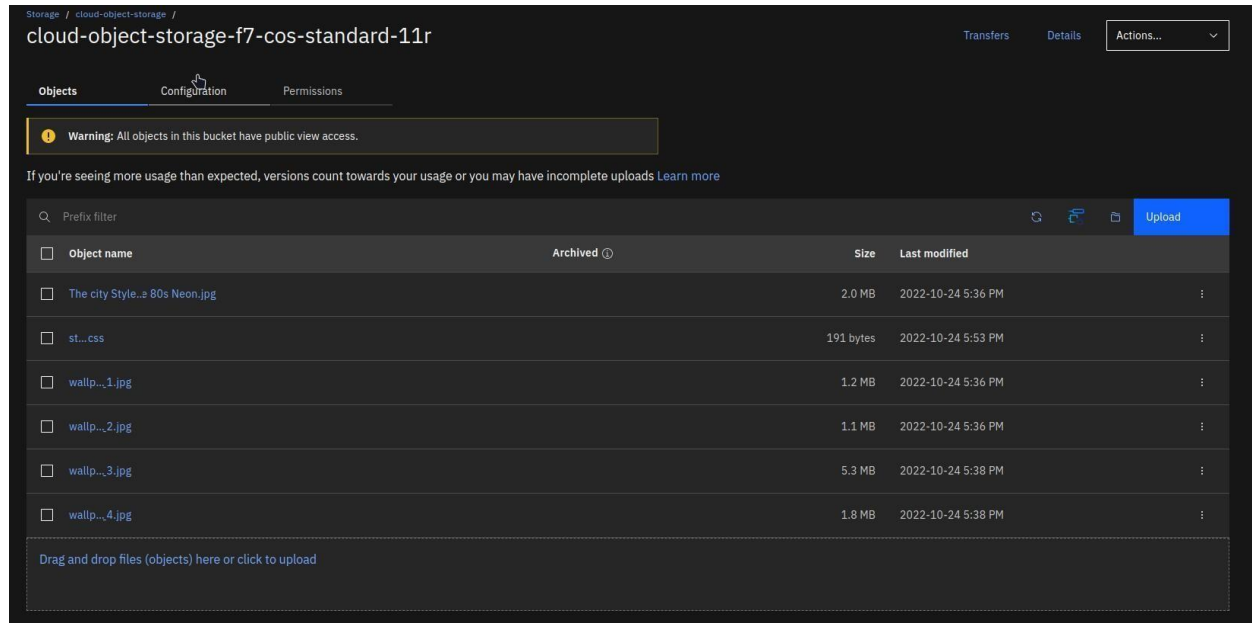 Storage / cloud-object-storage /
cloud-object-storage-f7-cos-standard-11r
Transfers Details Actions...
Objects Configuration Permissions
Warning: All objects in this bucket have public view access.
If you're seeing more usage than expected, versions count towards your usage or you may have incomplete uploads Learn more
Prefix filter Upload
Object name Archived Size Last modified
The city Style..e 80s Neon.jpg 2.0 MB 2022-10-24 5:36 PM
st...css 191 bytes 2022-10-24 5:53 PM
wallp..._1.jpg 1.2 MB 2022-10-24 5:36 PM
wallp..._2.jpg 1.1 MB 2022-10-24 5:36 PM
wallp..._3.jpg 5.3 MB 2022-10-24 5:38 PM
wallp..._4.jpg 1.8 MB 2022-10-24 5:38 PM
Drag and drop files (objects) here or click to upload